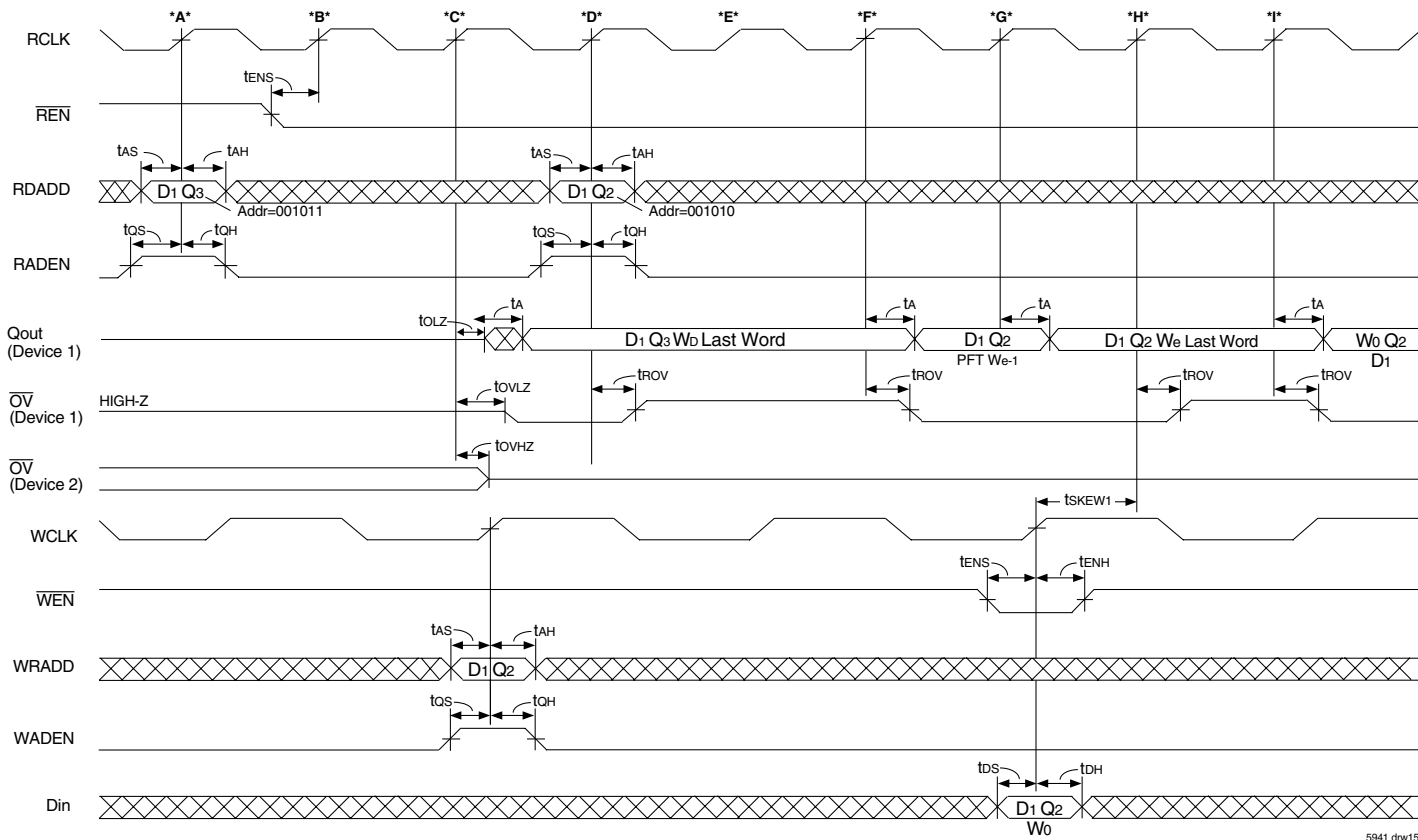 *A* *B* *C* *D* *E* *F* *G* *H* *I*
RCLK
tENS
REN
tAS tAH tAS tAH
RDADD D1 Q3 D1 Q2
Addr=001011 Addr=001010
tQS tQH tQS tQH
RADEN
tOLZ tA tA tA tA
Qout
(Device 1)
D1 Q3 WD Last Word D1 Q2 D1 Q2 We Last Word W0 Q2
PFT We-1 D1
tOVLZ tROV tROV tROV tROV
OV
(Device 1)
HIGH-Z
tOVHZ
OV
(Device 2)
tSKEW1
WCLK
tENS tENH
WEN
tAS tAH
WRADD D1 Q2
tQS tQH
WADEN
tDS tDH
Din D1 Q2
W0
5941 drw15